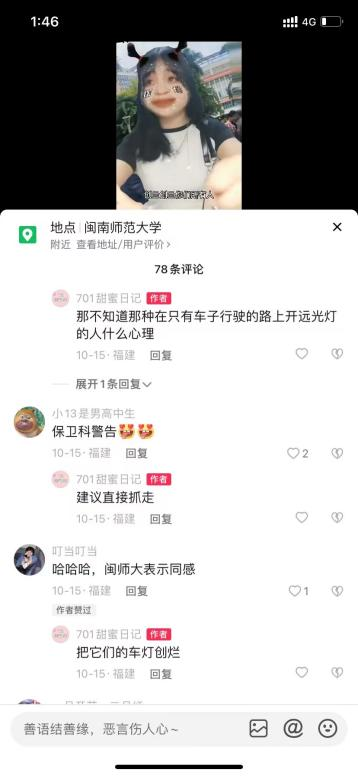 1:46
4G
地点 | 闽南师范大学
附近 查看地址/用户评价>
78条评论
701甜蜜日记 作者
那不知道那种在只有车子行驶的路上开远光灯
的人什么心理
10-15·福建 回复
展开1条回复
小13是男高中生
保卫科警告🥰🥰
10-15·福建 回复
2
701甜蜜日记 作者
建议直接抓走
10-15·福建 回复
叮当叮当
哈哈哈，闽师大表示同感
10-15·福建 回复
1
作者赞过
701甜蜜日记 作者
把它们的车灯创烂
10-15·福建 回复
善语结善缘，恶言伤人心~